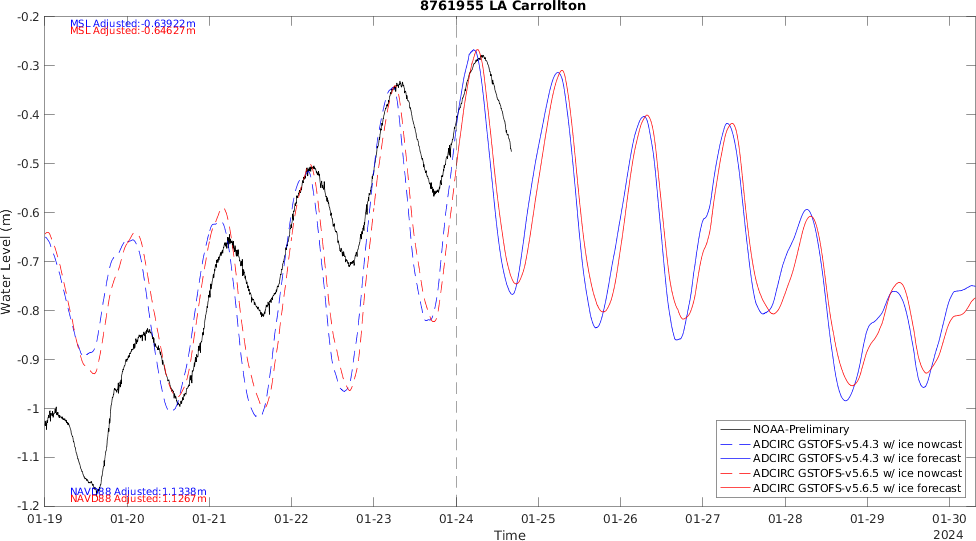 8761955 LA Carrollton
MSL Adjusted:-0.63922m
MSL Adjusted:-0.64627m
-0.2
-0.3
-0.4
-0.5
-0.6
-0.7
-0.8
-0.9
-1
-1.1
-1.2
Water Level (m)
NAVD88 Adjusted:1.1338m
NAVD88 Adjusted:1.1267m
NOAA-Preliminary
ADCIRC GSTOFS-v5.4.3 w/ ice nowcast
ADCIRC GSTOFS-v5.4.3 w/ ice forecast
ADCIRC GSTOFS-v5.6.5 w/ ice nowcast
ADCIRC GSTOFS-v5.6.5 w/ ice forecast
01-19 01-20 01-21 01-22 01-23 01-24 01-25 01-26 01-27 01-28 01-29 01-30
Time
2024